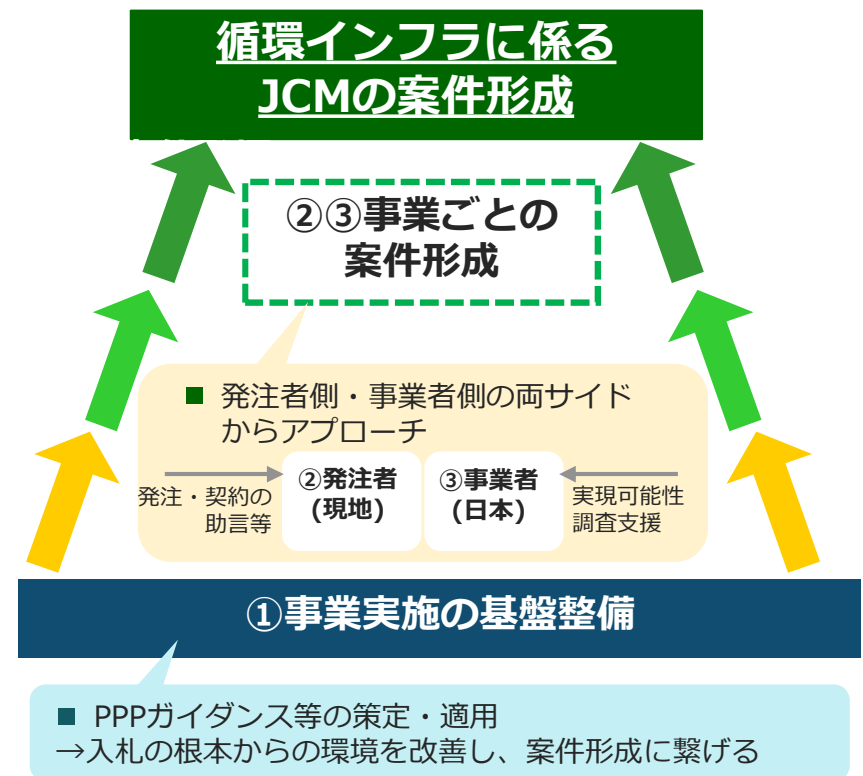 循環インフラに係る
JCMの案件形成
②③事業ごとの
案件形成
■ 発注者側・事業者側の両サイド
からアプローチ
発注・契約の
助言等
②発注者
(現地)
③事業者
(日本)
実現可能性
調査支援
①事業実施の基盤整備
■ PPPガイダンス等の策定・適用
→入札の根本からの環境を改善し、案件形成に繋げる